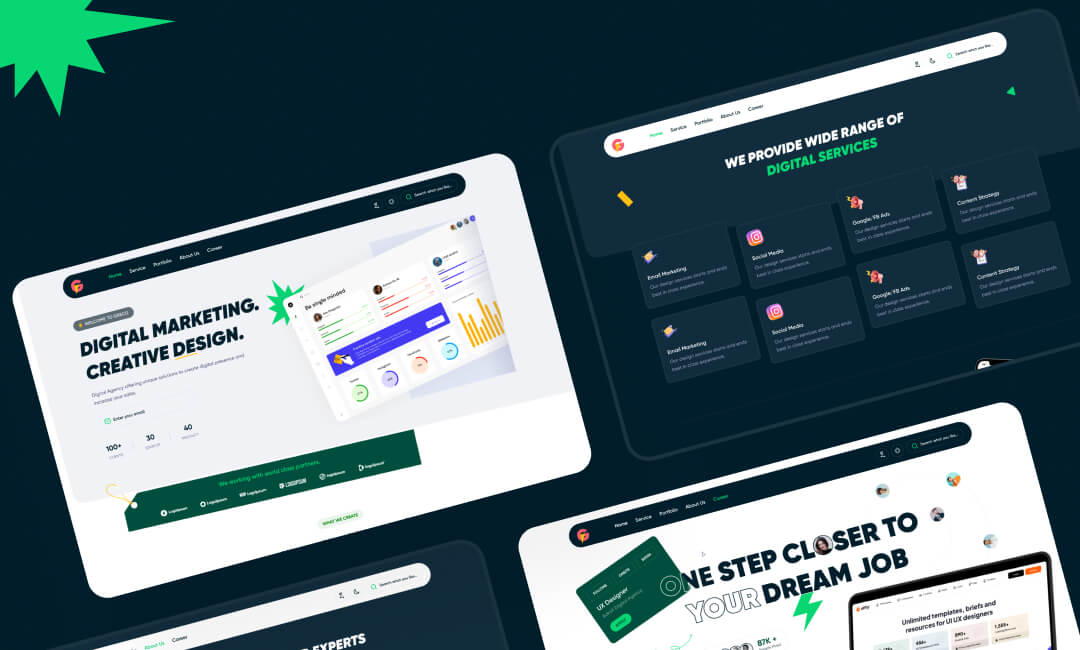 Home Service Portfolio About Us Career
Search what you like...
WELCOME TO GEECO
DIGITAL MARKETING.
CREATIVE DESIGN.
Digital Agency offering unique solutions to create digital presence and
increase your sales.
Enter your email
100+ 30 40
CLIENTS
PROJECT
We working with world class partners.
Logoipsum Logoipsum logoipsum LOGOIPSUM logoipsum logoipsum
WHAT WE CREATE
Be single minded
Home Service Portfolio About Us Career
Search what you like...
WE PROVIDE WIDE RANGE OF
DIGITAL SERVICES
Email Marketing
Our design services starts and ends
best in class experience.
Social Media
Our design services starts and ends
best in class experience.
Google/FB Ads
Our design services starts and ends
best in class experience.
Content Strategy
Our design services starts and ends
best in class experience.
Email Marketing
Our design services starts and ends
best in class experience.
Social Media
Our design services starts and ends
best in class experience.
Google/FB Ads
Our design services starts and ends
best in class experience.
Content Strategy
Our design services starts and ends
best in class experience.
About Us Career
Search what you like...
EXPERTS
Home Service Portfolio About Us Career
Search what you like...
ONE STEP CLOSER TO
YOUR DREAM JOB
UX Designer
87K +
Unlimited templates, briefs and
resources for UI UX designers